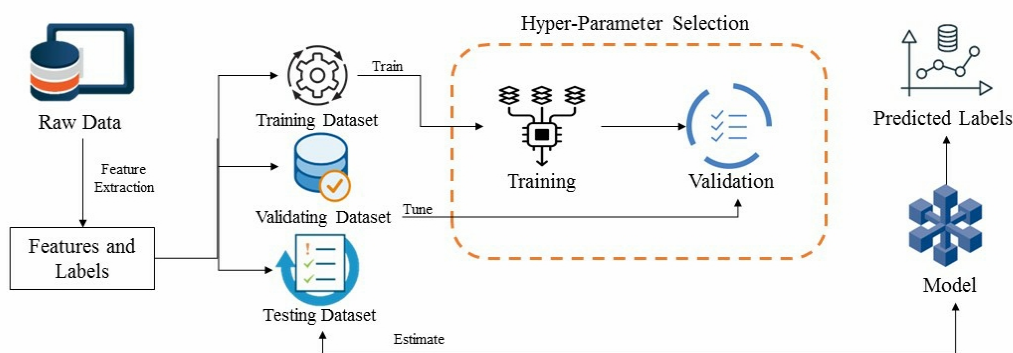 Hyper-Parameter Selection
Raw Data
Feature
Extraction
Features and
Labels
Training Dataset
Train
Validating Dataset
Tune
Testing Dataset
Estimate
Training
Validation
Predicted Labels
Model